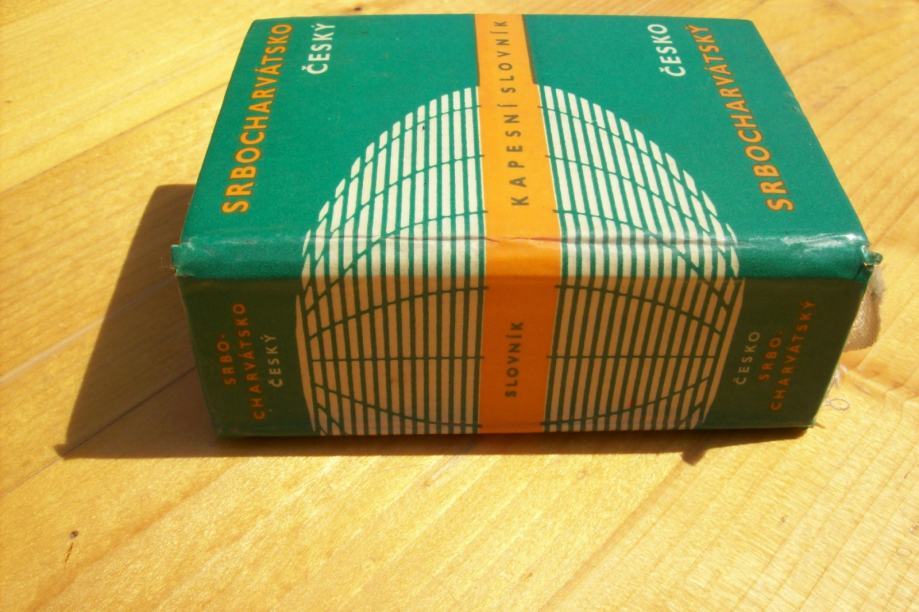 SRBOCHARVÁTSKO
ČESKÝ
KAPESNÍ SLOVNÍK
ČESKO
SRBOCHARVÁTSKÝ
SRBO-
CHARVÁTSKO
ČESKÝ
SLOVNÍK
ČESKO
SRBO-
CHARVÁTSKÝ